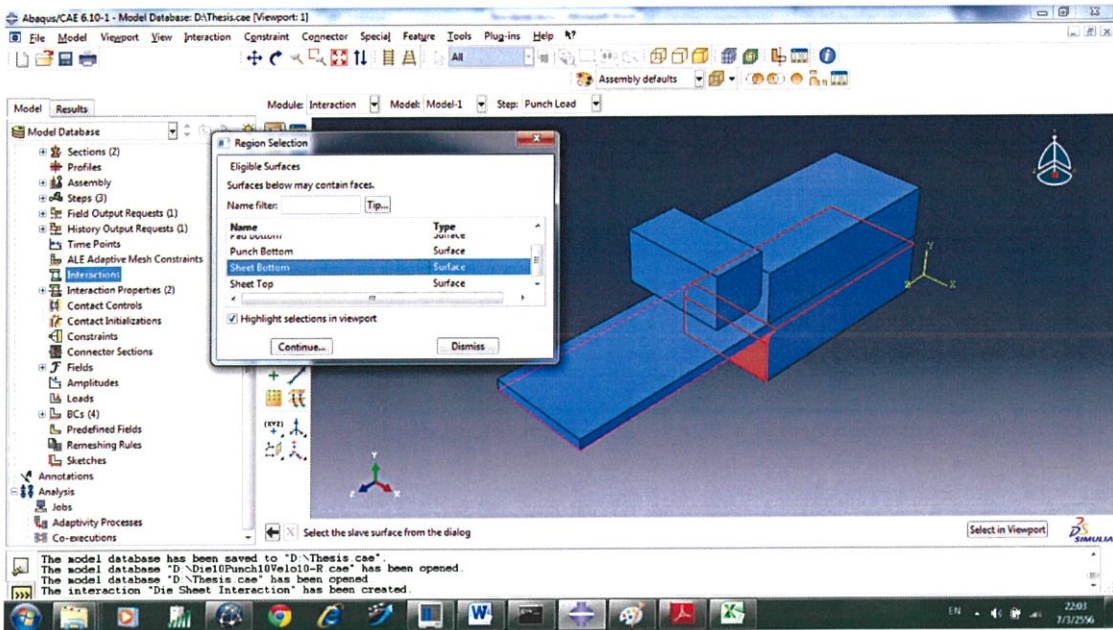 Abaqus/CAE 6.10-1 - Model Database: D:\Thesis.cae [Viewport: 1]
File Model Viewport View Interaction Constraint Connector Special Feature Tools Plug-ins Help
All
Assembly defaults
Model Results
Module: Interaction Model: Model-1 Step: Punch Load
Model Database
Sections (2)
Profiles
Assembly
Steps (3)
Field Output Requests (1)
History Output Requests (1)
Time Points
ALE Adaptive Mesh Constraints
Interactions
Interaction Properties (2)
Contact Controls
Contact Initializations
Constraints
Connector Sections
Fields
Amplitudes
Loads
BCs (4)
Predefined Fields
Remeshing Rules
Sketches
Annotations
Analysis
Jobs
Adaptivity Processes
Co-executions
Region Selection
Eligible Surfaces
Surfaces below may contain faces.
Name filter: Tip...
Name Type
Pad Bottom Surface
Punch Bottom Surface
Sheet Bottom Surface
Sheet Top Surface
Highlight selections in viewport
Continue... Dismiss
(XYZ)
Y
Z X
Y
Z X
Select the slave surface from the dialog
Select in Viewport
SIMULIA
The model database has been saved to "D:\Thesis.cae".
The model database "D:\Die10Punch10Velo10-R.cae" has been opened.
The model database "D:\Thesis.cae" has been opened.
The interaction "Die Sheet Interaction" has been created.
EN
22:03
7/3/2556